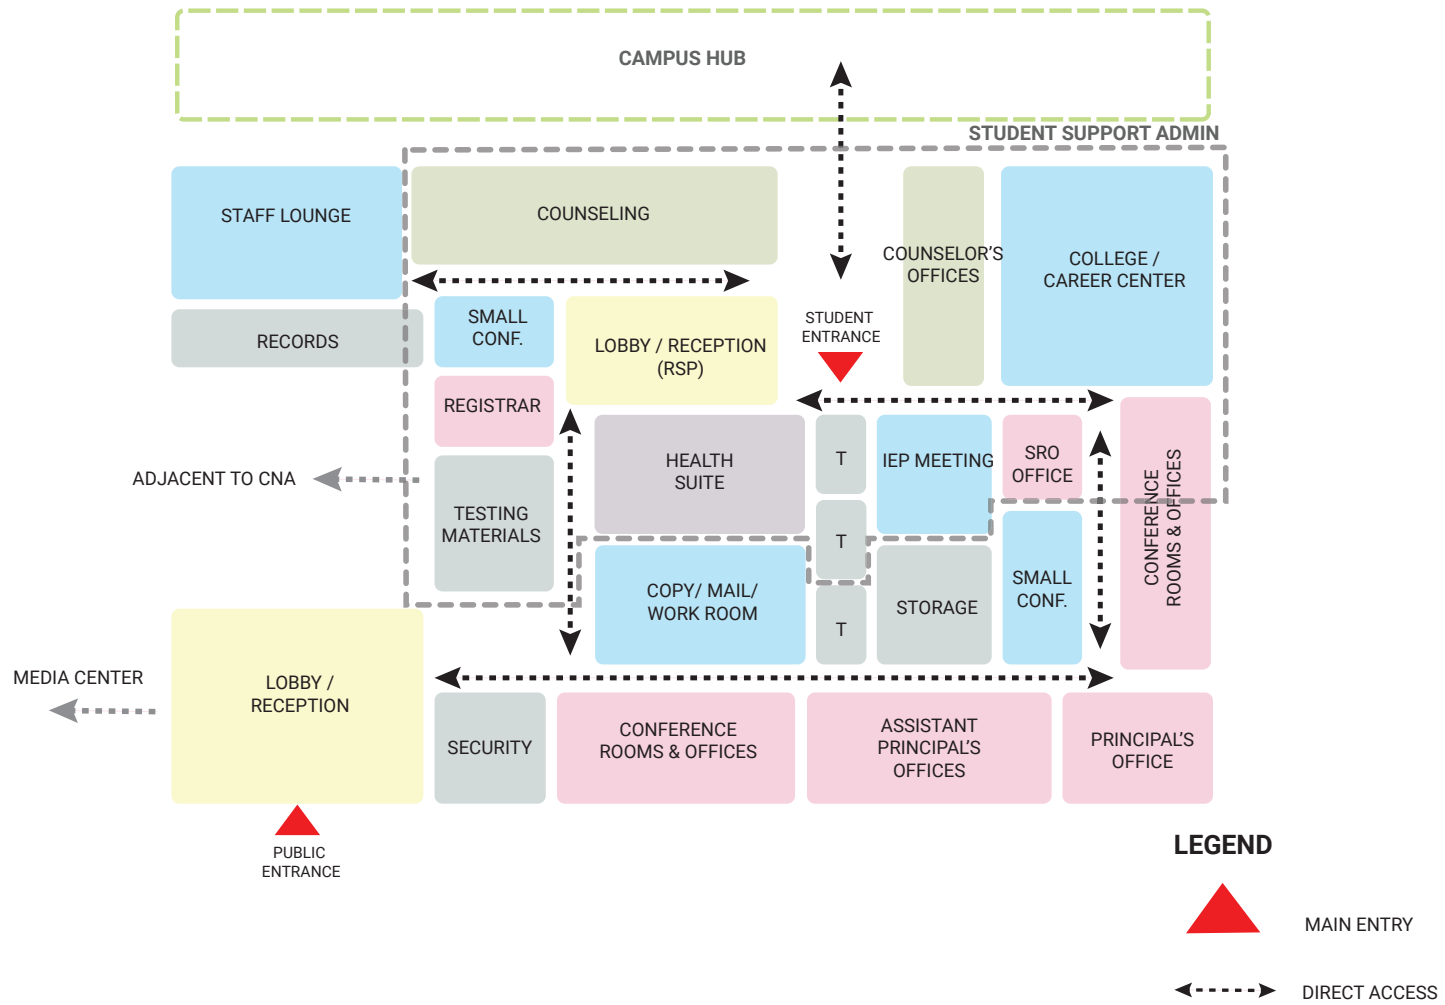 CAMPUS HUB
STUDENT SUPPORT ADMIN
STAFF LOUNGE
COUNSELING
COUNSELOR'S
OFFICES
COLLEGE /
CAREER CENTER
RECORDS
SMALL
CONF.
LOBBY / RECEPTION
(RSP)
STUDENT
ENTRANCE
REGISTRAR
HEALTH
SUITE
T
IEP MEETING
SRO
OFFICE
CONFERENCE
ROOMS & OFFICES
ADJACENT TO CNA
TESTING
MATERIALS
T
COPY/ MAIL/
WORK ROOM
T
STORAGE
SMALL
CONF.
MEDIA CENTER
LOBBY /
RECEPTION
SECURITY
CONFERENCE
ROOMS & OFFICES
ASSISTANT
PRINCIPAL'S
OFFICES
PRINCIPAL'S
OFFICE
PUBLIC
ENTRANCE
LEGEND
MAIN ENTRY
DIRECT ACCESS